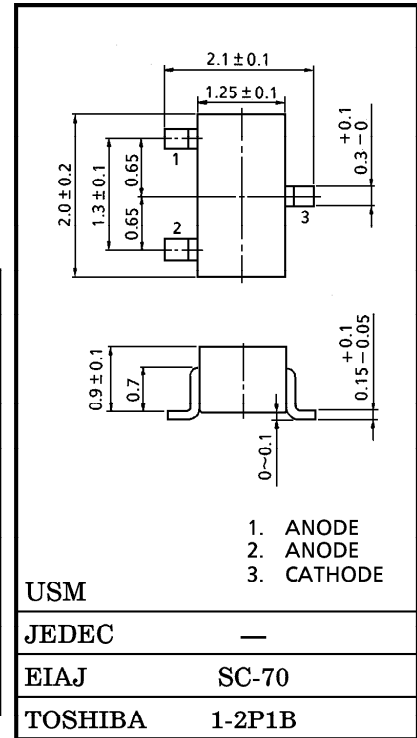 2.1±0.1
1.25±0.1
+0.1
0.3-0
2.0±0.2
1.3±0.1
0.65
0.65
1
2
3
0.9±0.1
0.7
0~0.1
+0.1
0.15-0.05
1. ANODE
2. ANODE
3. CATHODE
USM
JEDEC —
EIAJ SC-70
TOSHIBA 1-2P1B